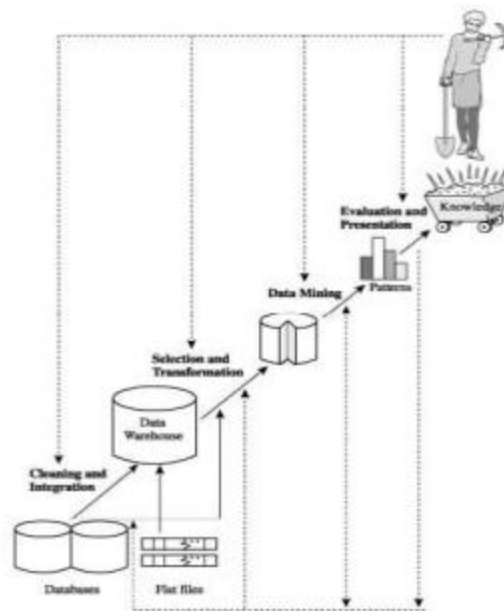 Evaluation and
Presentation
Knowledge
Patterns
Data Mining
Selection and
Transformation
Data
Warehouse
Cleaning and
Integration
Databases
Flat files